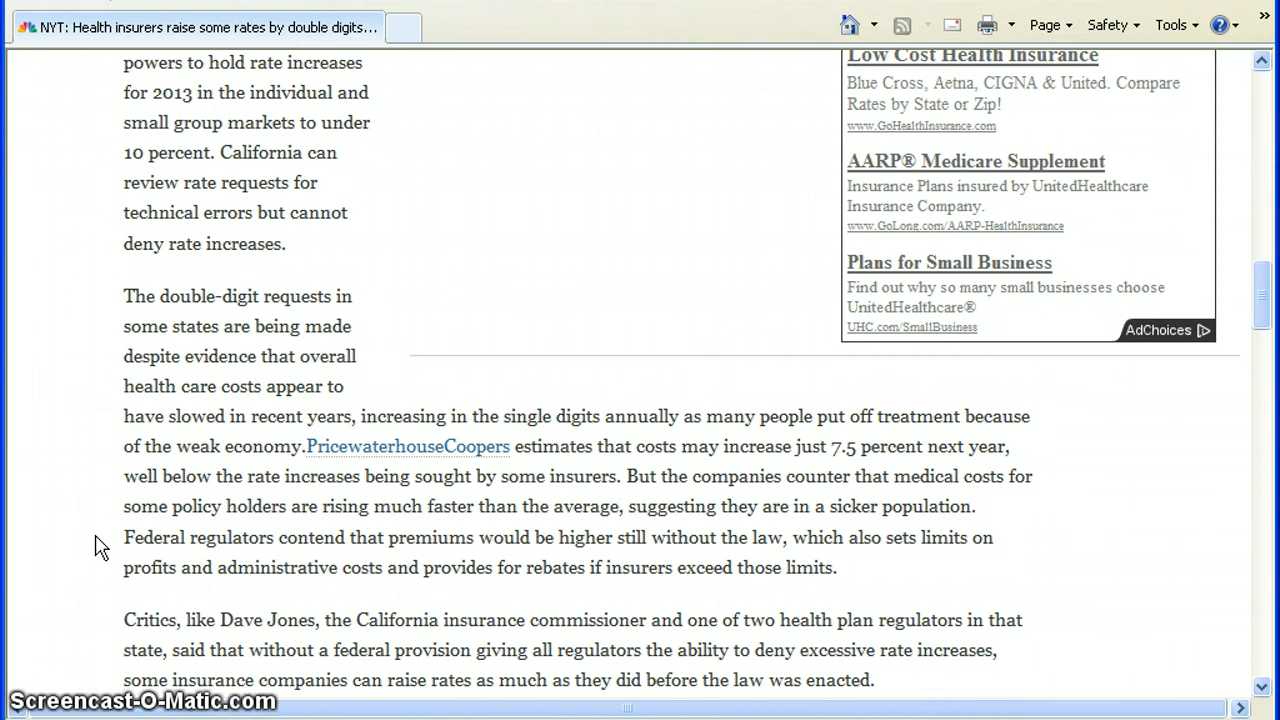 NYT: Health insurers raise some rates by double digits...
Page
Safety
Tools
powers to hold rate increases
for 2013 in the individual and
small group markets to under
10 percent. California can
review rate requests for
technical errors but cannot
deny rate increases.
The double-digit requests in
some states are being made
despite evidence that overall
health care costs appear to
have slowed in recent years, increasing in the single digits annually as many people put off treatment because
of the weak economy.PricewaterhouseCoopers estimates that costs may increase just 7.5 percent next year,
well below the rate increases being sought by some insurers. But the companies counter that medical costs for
some policy holders are rising much faster than the average, suggesting they are in a sicker population.
Federal regulators contend that premiums would be higher still without the law, which also sets limits on
profits and administrative costs and provides for rebates if insurers exceed those limits.
Critics, like Dave Jones, the California insurance commissioner and one of two health plan regulators in that
state, said that without a federal provision giving all regulators the ability to deny excessive rate increases,
some insurance companies can raise rates as much as they did before the law was enacted.
Low Cost Health Insurance
Blue Cross, Aetna, CIGNA & United. Compare
Rates by State or Zip!
www.GoHealthInsurance.com
AARP® Medicare Supplement
Insurance Plans insured by UnitedHealthcare
Insurance Company.
www.GoLong.com/AARP-HealthInsurance
Plans for Small Business
Find out why so many small businesses choose
UnitedHealthcare®
UHC.com/SmallBusiness
AdChoices
Screencast-O-Matic.com